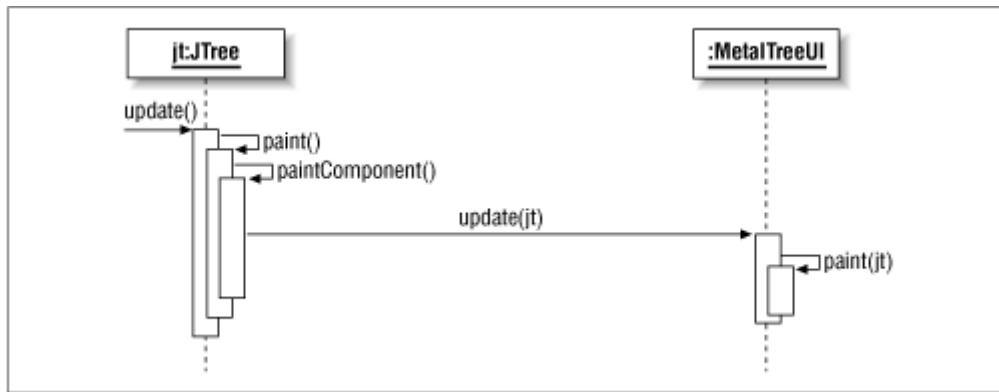 jt:JTree
:MetalTreeUI
update()
paint()
paintComponent()
update(jt)
paint(jt)